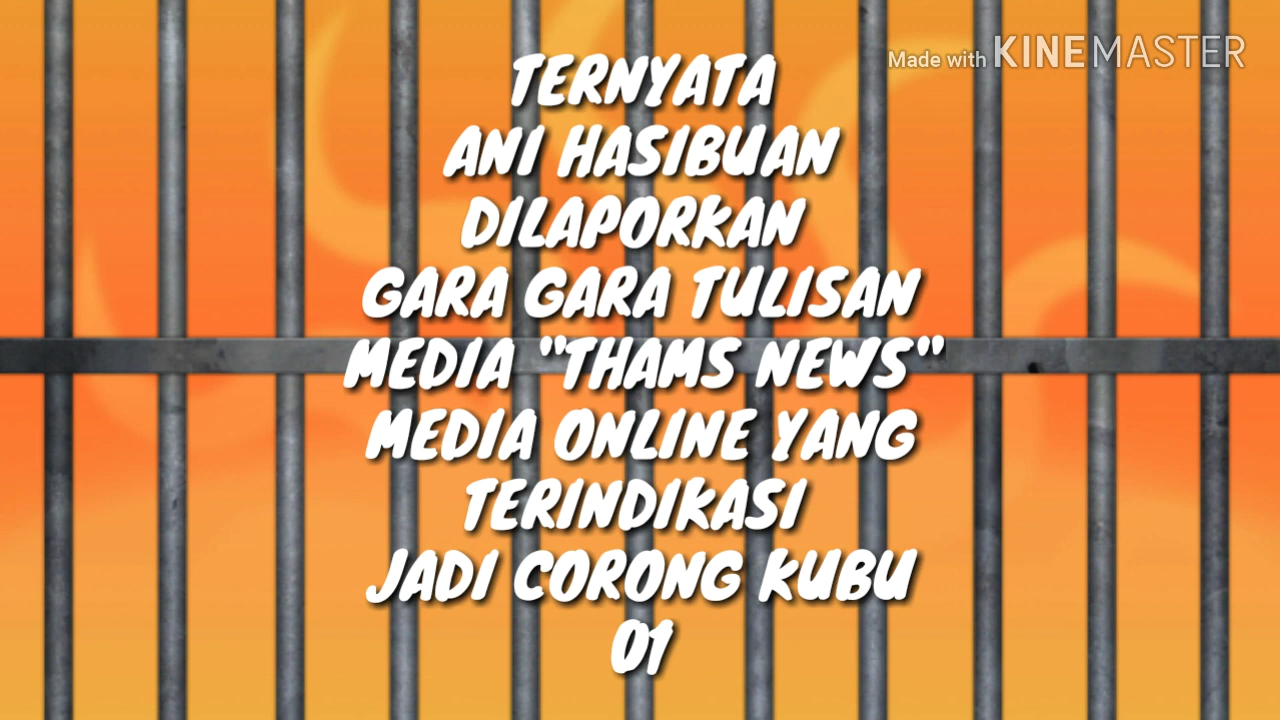 Made with KINEMASTER
TERNYATA
ANI HASIBUAN
DILAPORKAN
GARA GARA TULISAN
MEDIA "THAMS NEWS"
MEDIA ONLINE YANG
TERINDIKASI
JADI CORONG KUBU
01